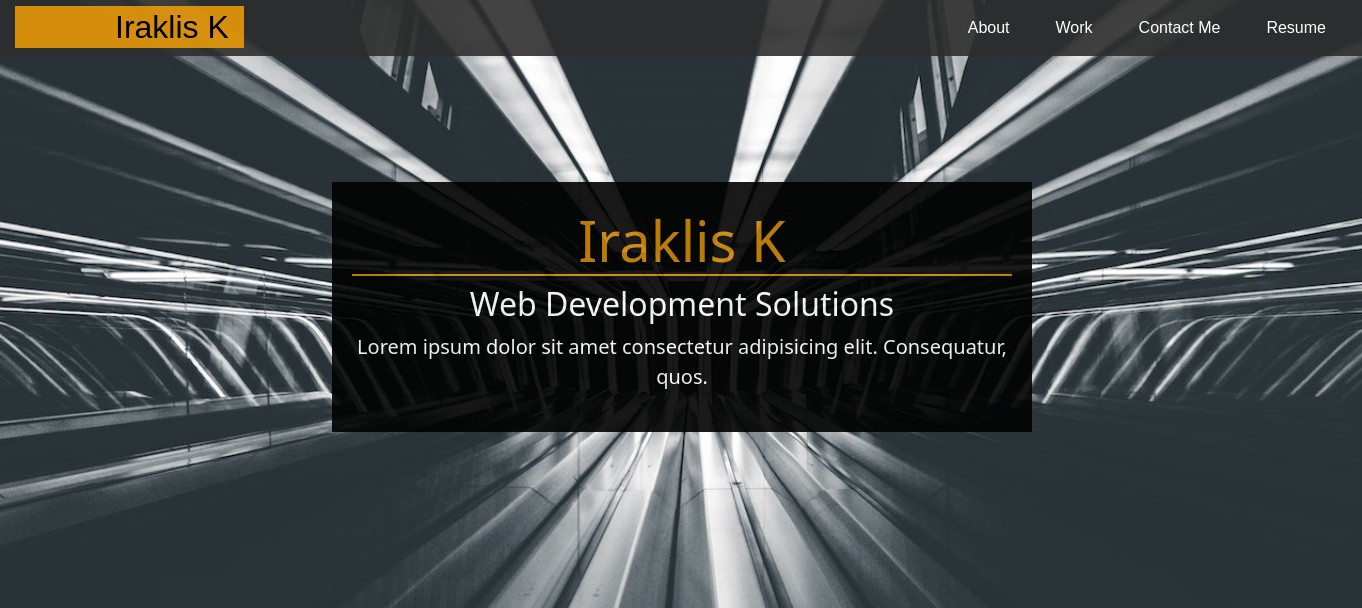 Iraklis K
About Work Contact Me Resume
Iraklis K
Web Development Solutions
Lorem ipsum dolor sit amet consectetur adipisicing elit. Consequatur,
quos.